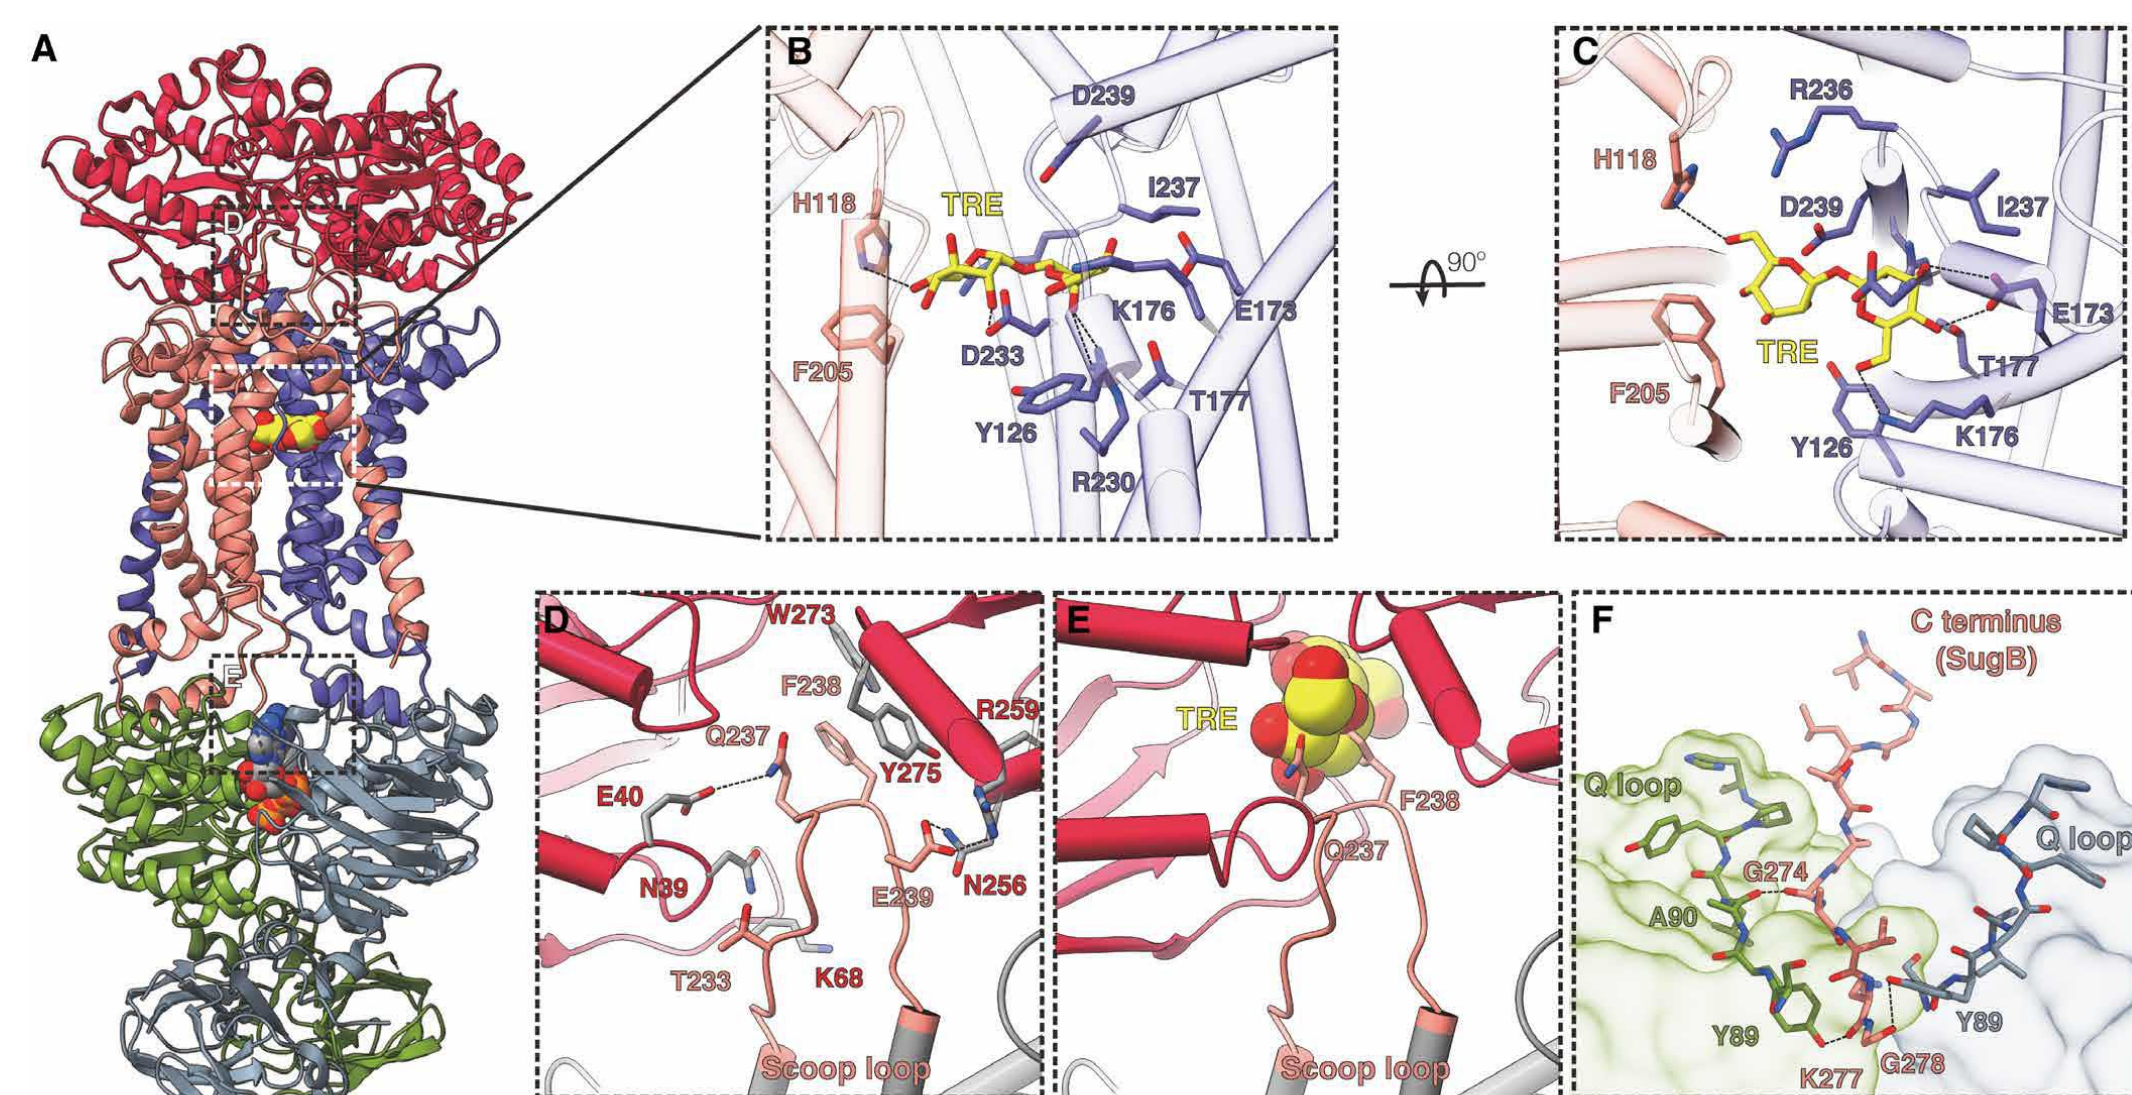 A
D
E
B
D239
I237
H118
TRE
K176
E173
D233
F205
T177
Y126
R230
90°
C
R236
H118
D239
I237
E173
TRE
T177
F205
Y126
K176
D
W273
F238
R259
Q237
Y275
E40
N39
E239
N256
T233
K68
Scoop loop
E
TRE
F238
Q237
Scoop loop
F
C terminus
(SugB)
Q loop
Q loop
G274
A90
Y89
Y89
G278
K277